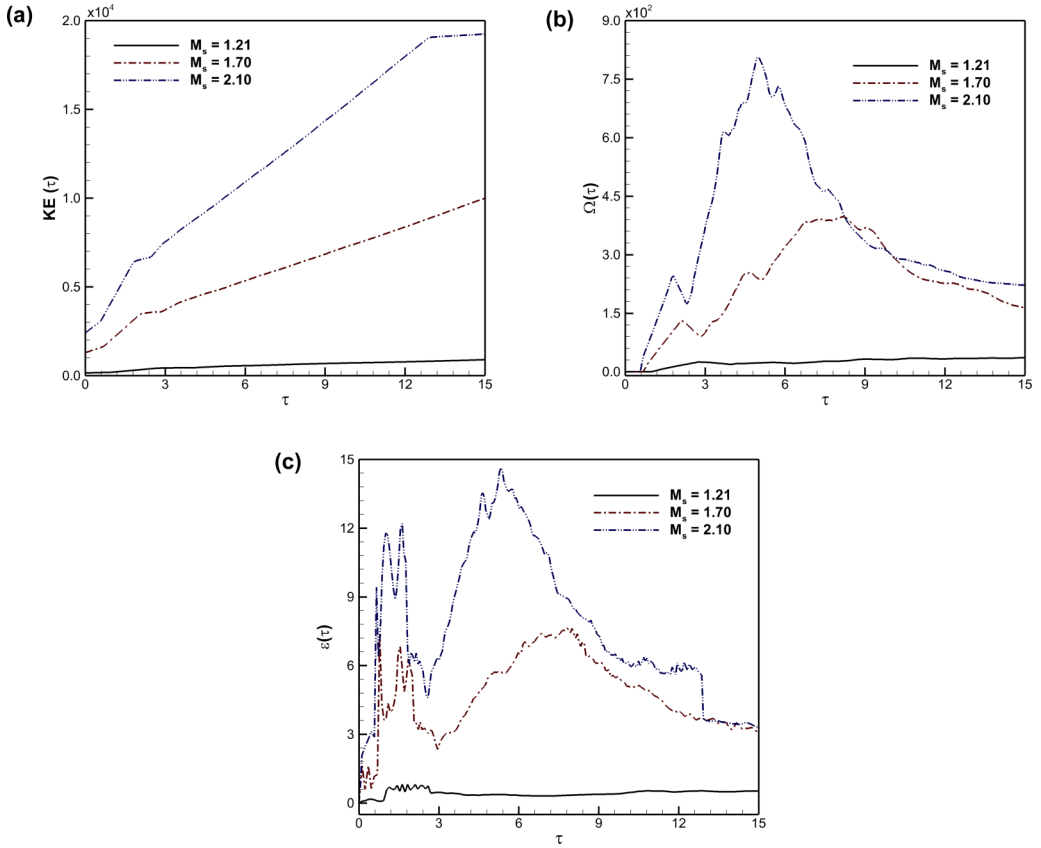 (a)
x10⁴
2.0
1.5
1.0
0.5
0.0
KE (τ)
M_s = 1.21
M_s = 1.70
M_s = 2.10
0 3 6 9 12 15
τ
(b)
x10²
9.0
7.5
6.0
4.5
3.0
1.5
0.0
Ω(τ)
M_s = 1.21
M_s = 1.70
M_s = 2.10
0 3 6 9 12 15
τ
(c)
15
12
9
6
3
0
ε(τ)
M_s = 1.21
M_s = 1.70
M_s = 2.10
0 3 6 9 12 15
τ